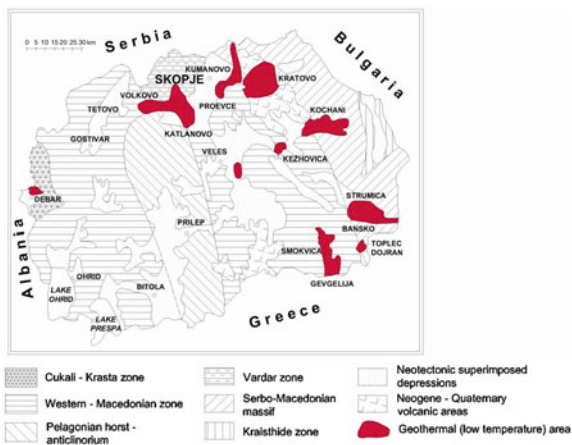 Serbia
0 5 10 15 20 25 30 km
Bulgaria
KUMANOVO
SKOPJE
KRATOVO
VOLKOVO
PROEVCE
TETOVO
KOCHANI
KATLANOVO
GOSTIVAR
VELES
KEZHOVICA
DEBAR
STRUMICA
PRILEP
BANSKO
Albania
TOPLEC
DOJRAN
SMOKVICA
OHRID
GEVGELIJA
LAKE
OHRID
BITOLA
Greece
LAKE
PRESPA
Cukali - Krasta zone
Vardar zone
Neotectonic superimposed
depressions
Western - Macedonian zone
Serbo-Macedonian
massif
Neogene - Quaternary
volcanic areas
Pelagonian horst -
anticlinorium
Kraisthide zone
Geothermal (low temperature) area